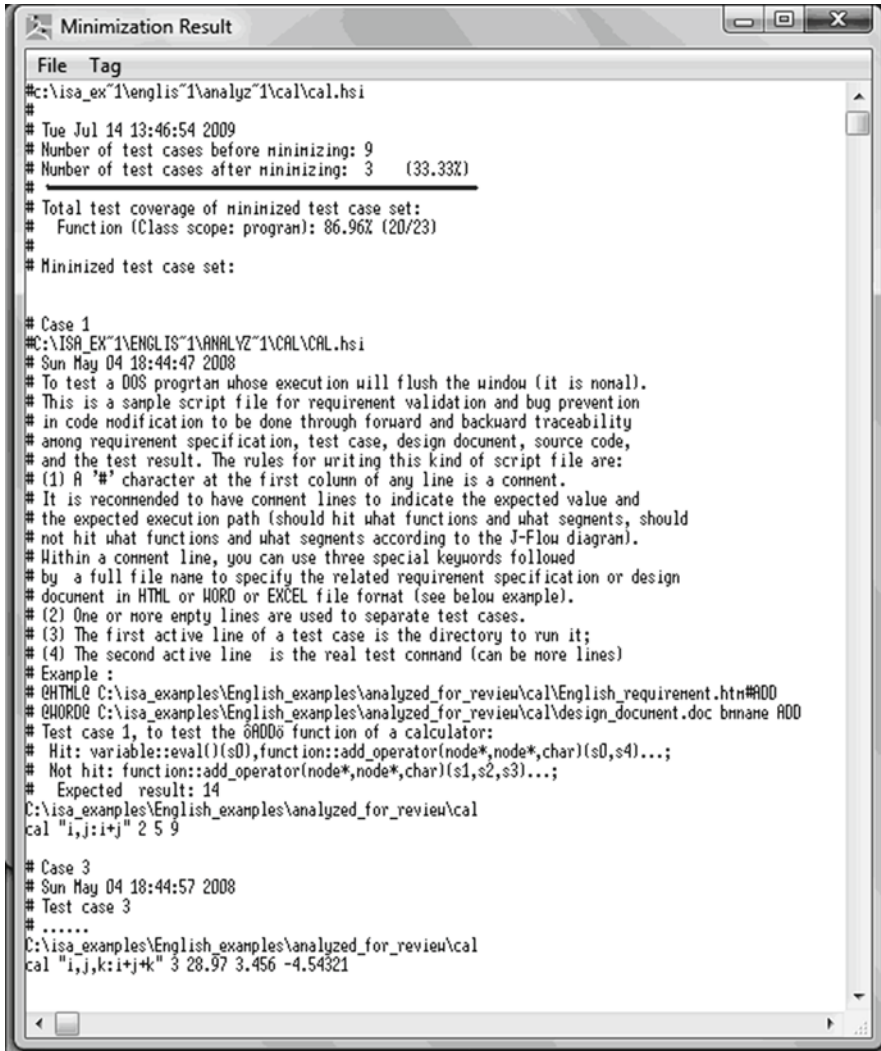 Minimization Result
File Tag
#c:\isa_ex~1\englis~1\analyz~1\cal\cal.hsi
#
# Tue Jul 14 13:46:54 2009
# Number of test cases before minimizing: 9
# Number of test cases after minimizing: 3 (33.33%)
#
# Total test coverage of minimized test case set:
# Function (Class scope: program): 86.96% (20/23)
#
# Minimized test case set:
# Case 1
#C:\ISA_EX~1\ENGLIS~1\ANALYZ~1\CAL\CAL.hsi
# Sun May 04 18:44:47 2008
# To test a DOS progrtam whose execution will flush the window (it is nomal).
# This is a sample script file for requirement validation and bug prevention
# in code modification to be done through forward and backward traceability
# among requirement specification, test case, design document, source code,
# and the test result. The rules for writing this kind of script file are:
# (1) A '#' character at the first column of any line is a comment.
# It is recommended to have comment lines to indicate the expected value and
# the expected execution path (should hit what functions and what segments, should
# not hit what functions and what segments according to the J-Flow diagram).
# Within a comment line, you can use three special keywords followed
# by a full file name to specify the related requirement specification or design
# document in HTML or WORD or EXCEL file format (see below example).
# (2) One or more empty lines are used to separate test cases.
# (3) The first active line of a test case is the directory to run it;
# (4) The second active line is the real test command (can be more lines)
# Example :
# @HTML@ C:\isa_examples\English_examples\analyzed_for_review\cal\English_requirement.htm#ADD
# @WORD@ C:\isa_examples\English_examples\analyzed_for_review\cal\design_document.doc bmname ADD
# Test case 1, to test the ôADDö function of a calculator:
# Hit: variable::eval()(s0),function::add_operator(node*,node*,char)(s0,s4)...;
# Not hit: function::add_operator(node*,node*,char)(s1,s2,s3)...;
# Expected result: 14
C:\isa_examples\English_examples\analyzed_for_review\cal
cal "i,j:i+j" 2 5 9
# Case 3
# Sun May 04 18:44:57 2008
# Test case 3
# ......
C:\isa_examples\English_examples\analyzed_for_review\cal
cal "i,j,k:i+j+k" 3 28.97 3.456 -4.54321